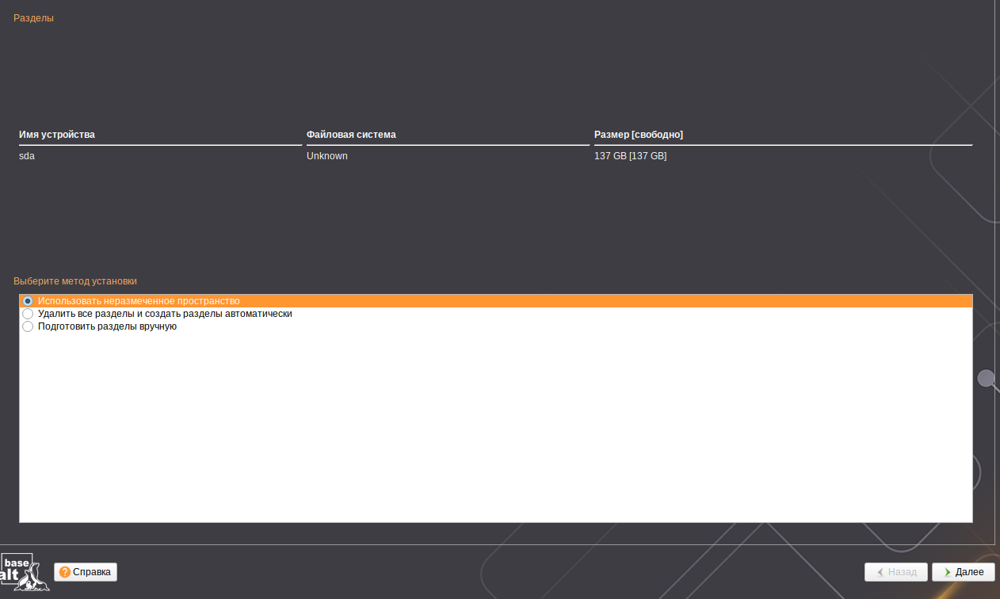 Разделы
Имя устройства Файловая система Размер [свободно]
sda Unknown 137 GB [137 GB]
Выберите метод установки
Использовать неразмеченное пространство
Удалить все разделы и создать разделы автоматически
Подготовить разделы вручную
base
alt
Справка Назад Далее